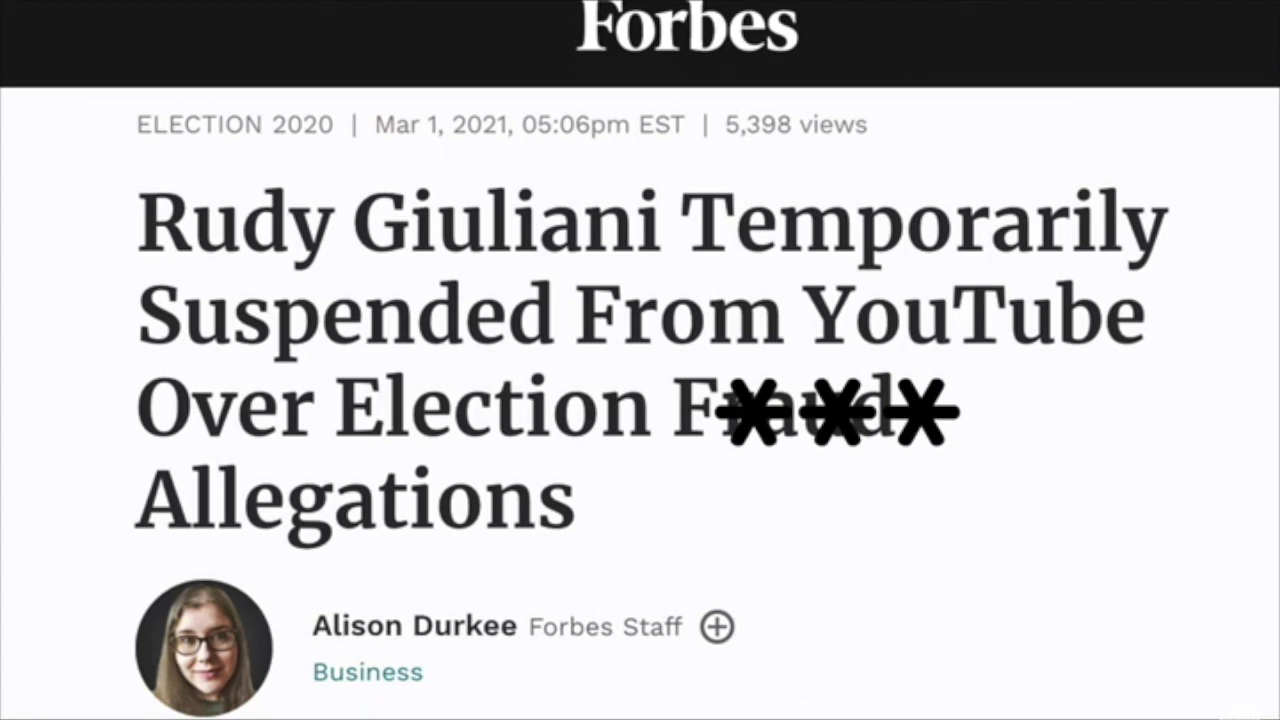 Forbes
ELECTION 2020 | Mar 1, 2021, 05:06pm EST | 5,398 views
Rudy Giuliani Temporarily
Suspended From YouTube
Over Election Fraud
Allegations
Alison Durkee Forbes Staff
Business